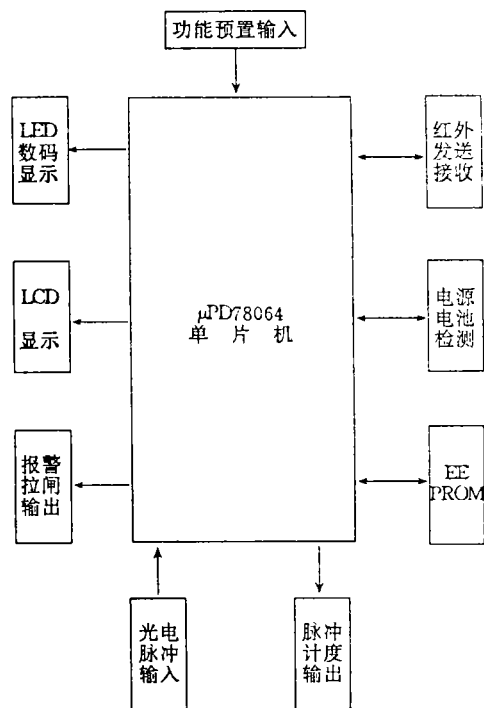 功能预置输入
LED
数码
显示
红外
发送
接收
LCD
显示
μPD78064
单片机
电源
电池
检测
报警
拉闸
输出
EE
PROM
光电
脉冲
输入
脉冲
计度
输出